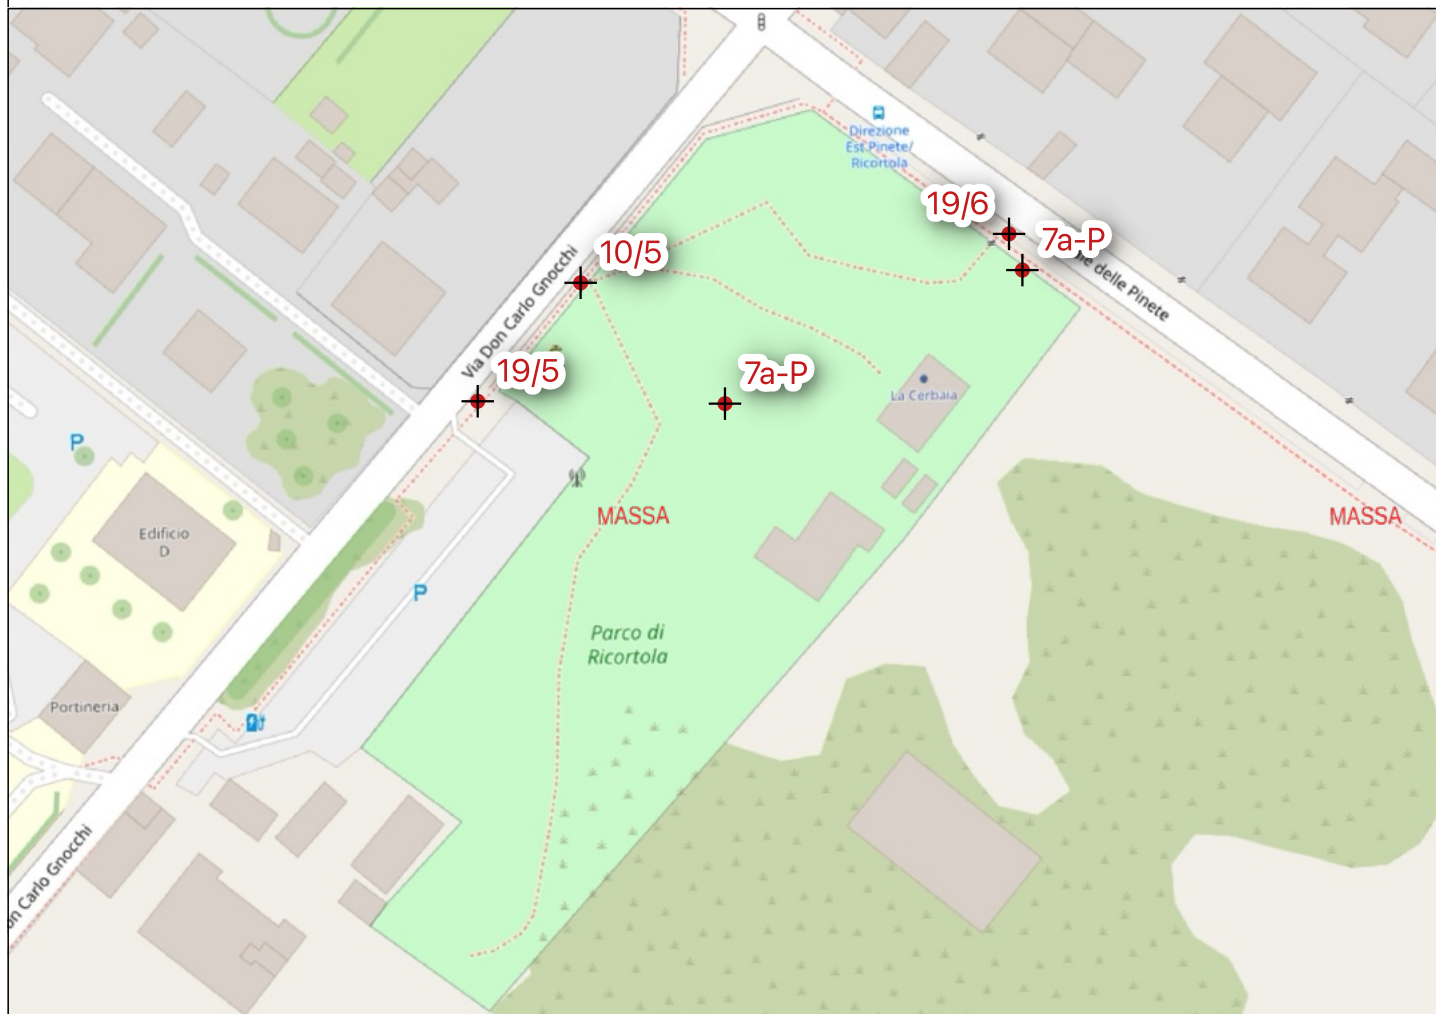 Direzione
Est Pinete/
Ricortola
19/6
7a-P
delle Pinete
10/5
Via Don Carlo Gnocchi
19/5
7a-P
La Cerbaia
P
MASSA
MASSA
Edificio
D
P
Parco di
Ricortola
Portineria
Carlo Gnocchi